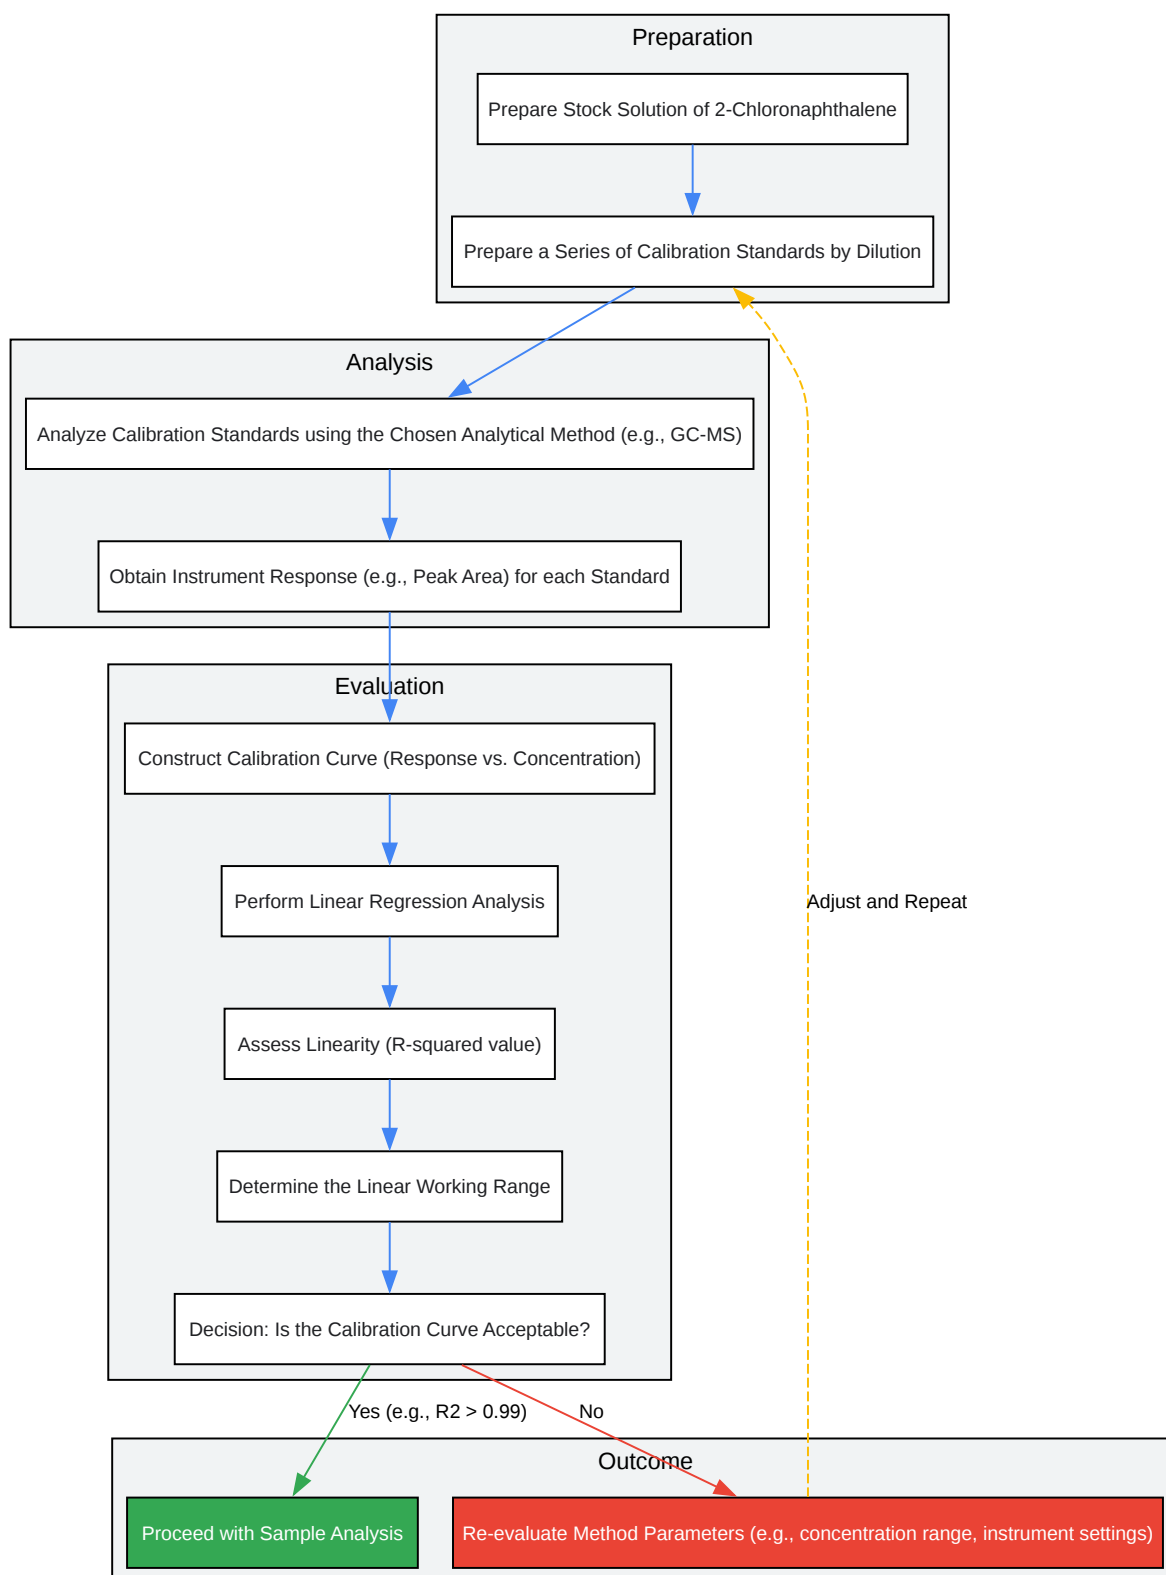 Preparation
Prepare Stock Solution of 2-Chloronaphthalene
Prepare a Series of Calibration Standards by Dilution
Analysis
Analyze Calibration Standards using the Chosen Analytical Method (e.g., GC-MS)
Obtain Instrument Response (e.g., Peak Area) for each Standard
Evaluation
Construct Calibration Curve (Response vs. Concentration)
Perform Linear Regression Analysis
Adjust and Repeat
Assess Linearity (R-squared value)
Determine the Linear Working Range
Decision: Is the Calibration Curve Acceptable?
Yes (e.g., R2 > 0.99)
No
Outcome
Proceed with Sample Analysis
Re-evaluate Method Parameters (e.g., concentration range, instrument settings)